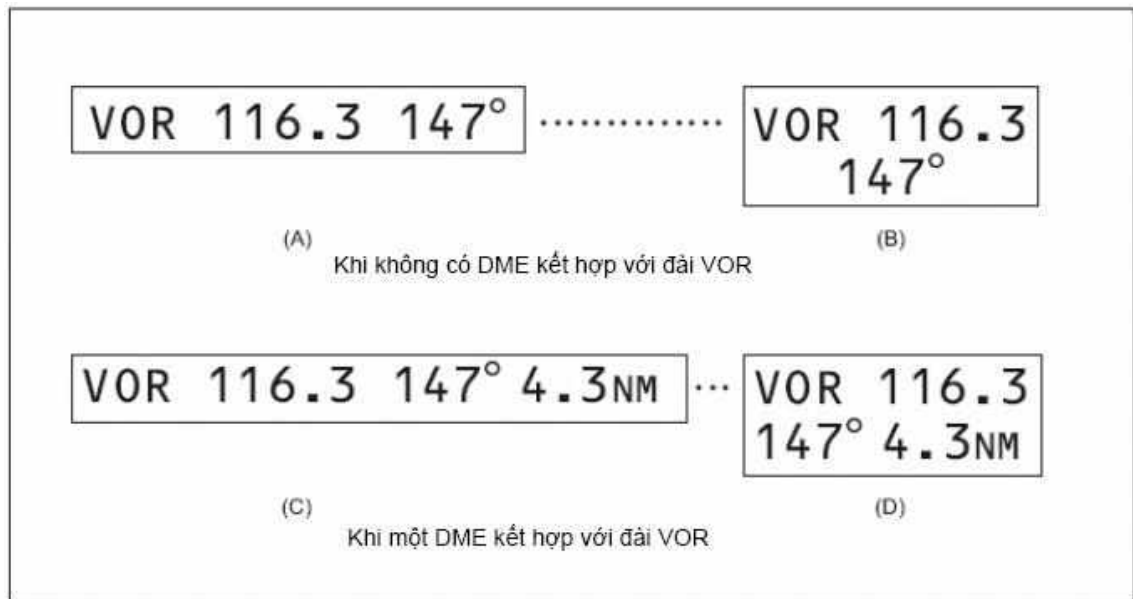 VOR 116.3 147° .............. VOR 116.3
147°
(A) (B)
Khi không có DME kết hợp với đài VOR
VOR 116.3 147° 4.3NM ... VOR 116.3
147° 4.3NM
(C) (D)
Khi một DME kết hợp với đài VOR